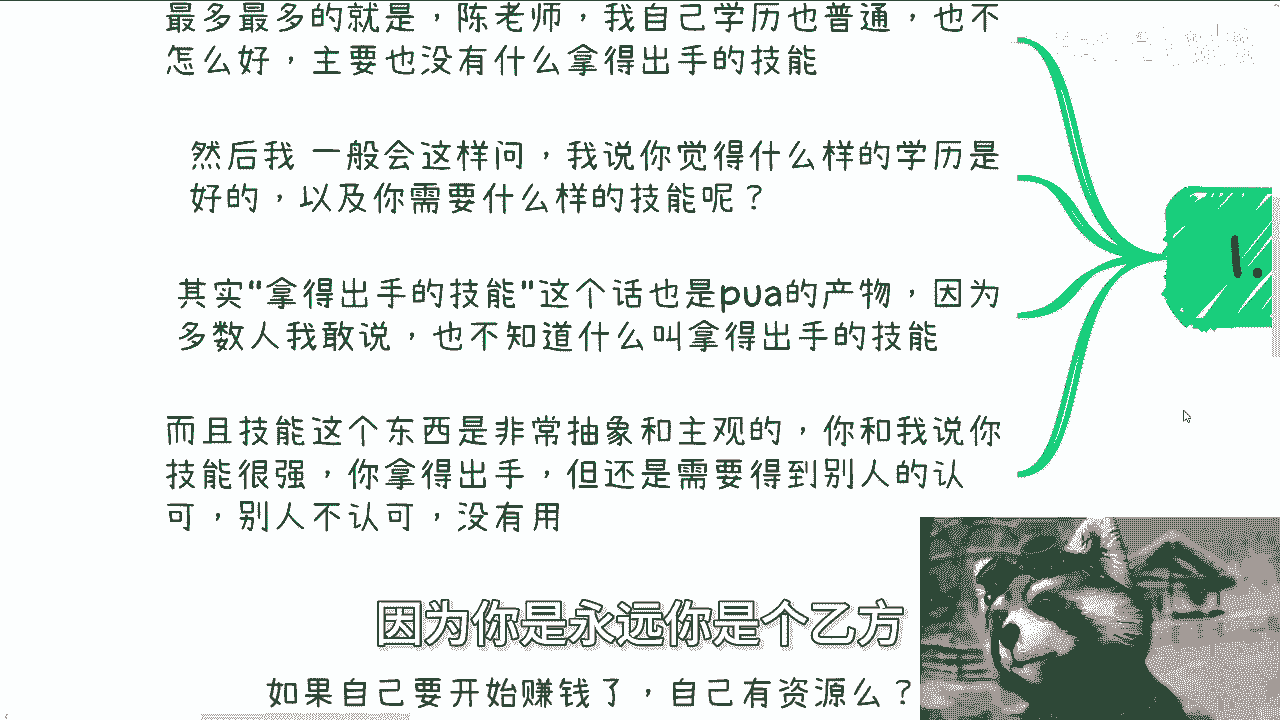 最多最多的就是，陈老师，我自己学历也普通，也不
怎么好，主要也没有什么拿得出手的技能
然后我 一般会这样问，我说你觉得什么样的学历是
好的，以及你需要什么样的技能呢？
其实"拿得出手的技能"这个话也是pua的产物，因为
多数人我敢说，也不知道什么叫拿得出手的技能
而且技能这个东西是非常抽象和主观的，你和我说你
技能很强，你拿得出手，但还是需要得到别人的认
可，别人不认可，没有用
1.
因为你是永远你是个乙方
如果自己要开始赚钱了，自己有资源么？